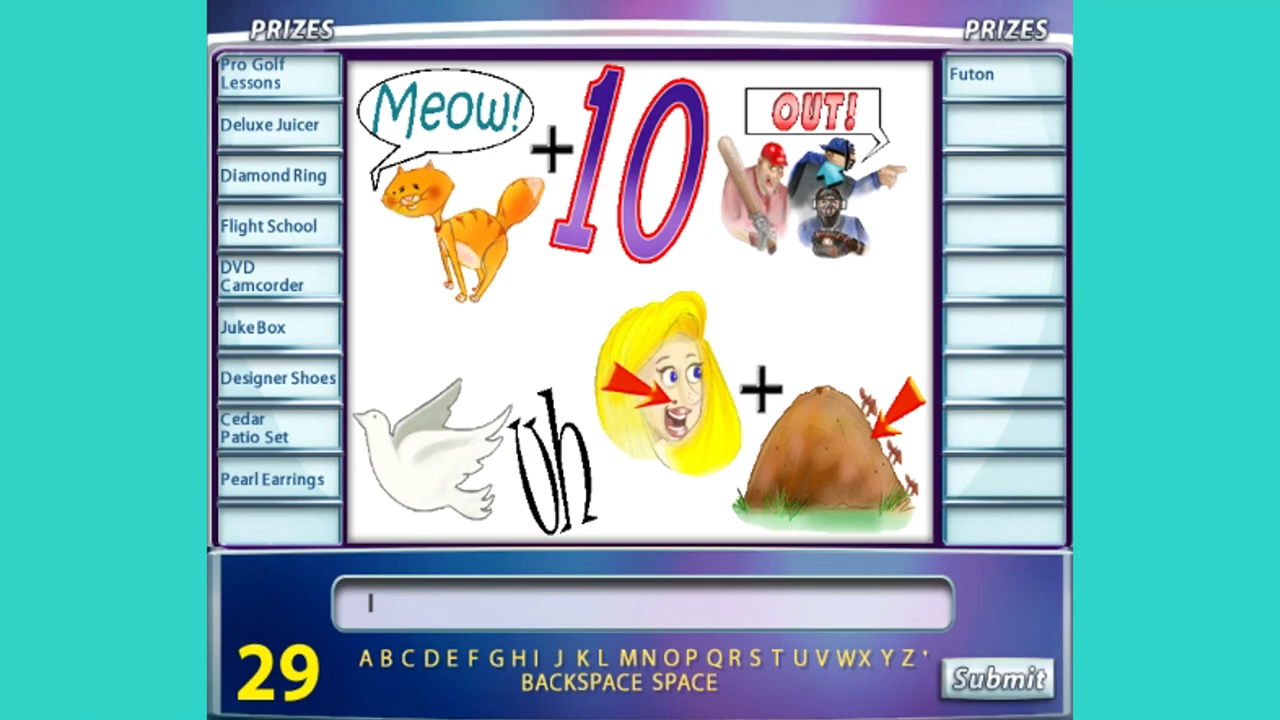 PRIZES
PRIZES
Pro Golf
Lessons
Deluxe Juicer
Diamond Ring
Flight School
DVD
Camcorder
Juke Box
Designer Shoes
Cedar
Patio Set
Pearl Earrings
Meow!
+
10
OUT!
Uh
+
Futon
29
A B C D E F G H I J K L M N O P Q R S T U V W X Y Z '
BACKSPACE SPACE
Submit